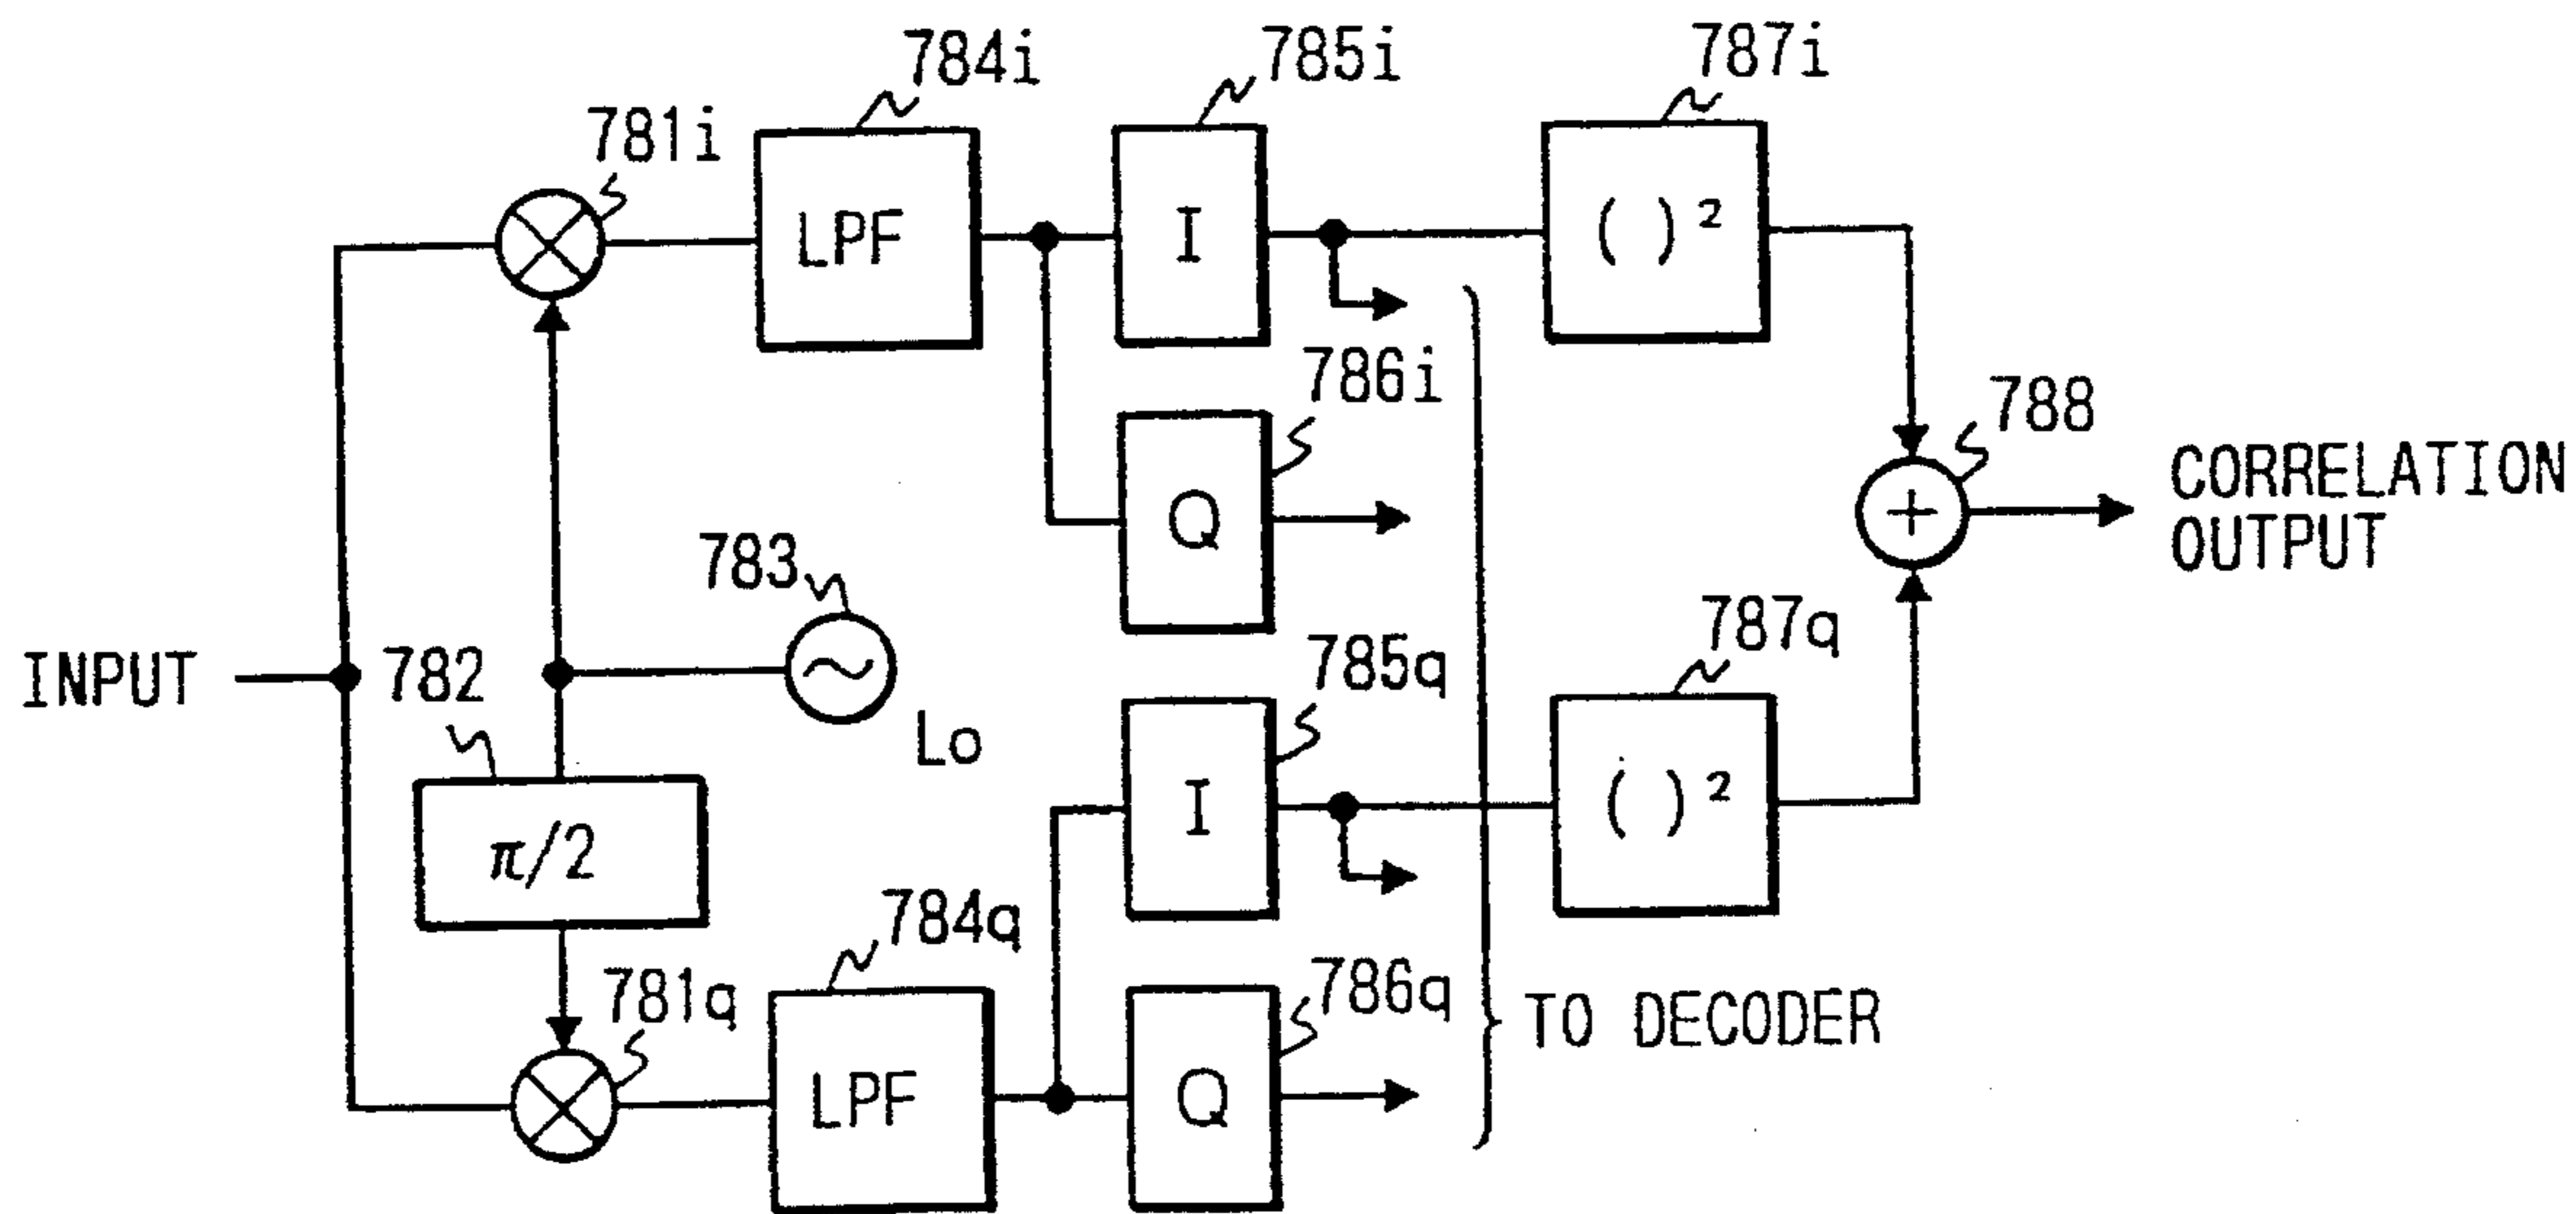 784i
785i
787i
781i
LPF
I
( )²
786i
788
Q
CORRELATION
OUTPUT
783
787q
INPUT
782
785q
Lo
I
( )²
π/2
784q
786q
781q
TO DECODER
LPF
Q